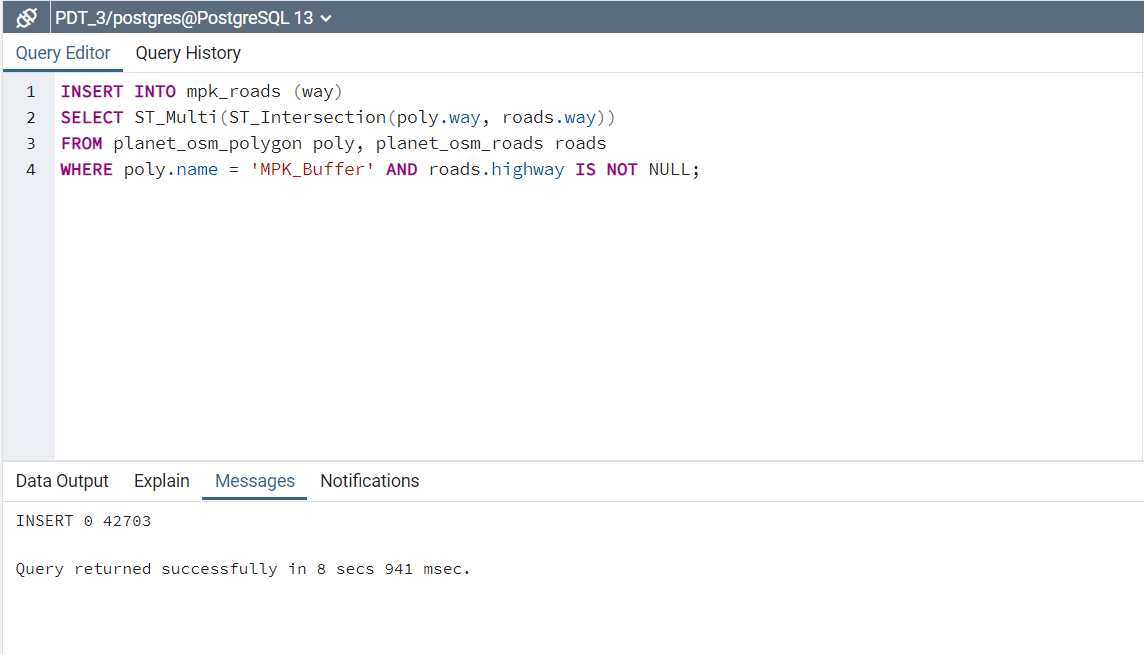 PDT_3/postgres@PostgreSQL 13
Query Editor Query History
1 INSERT INTO mpk_roads (way)
2 SELECT ST_Multi(ST_Intersection(poly.way, roads.way))
3 FROM planet_osm_polygon poly, planet_osm_roads roads
4 WHERE poly.name = 'MPK_Buffer' AND roads.highway IS NOT NULL;
Data Output Explain Messages Notifications
INSERT 0 42703
Query returned successfully in 8 secs 941 msec.